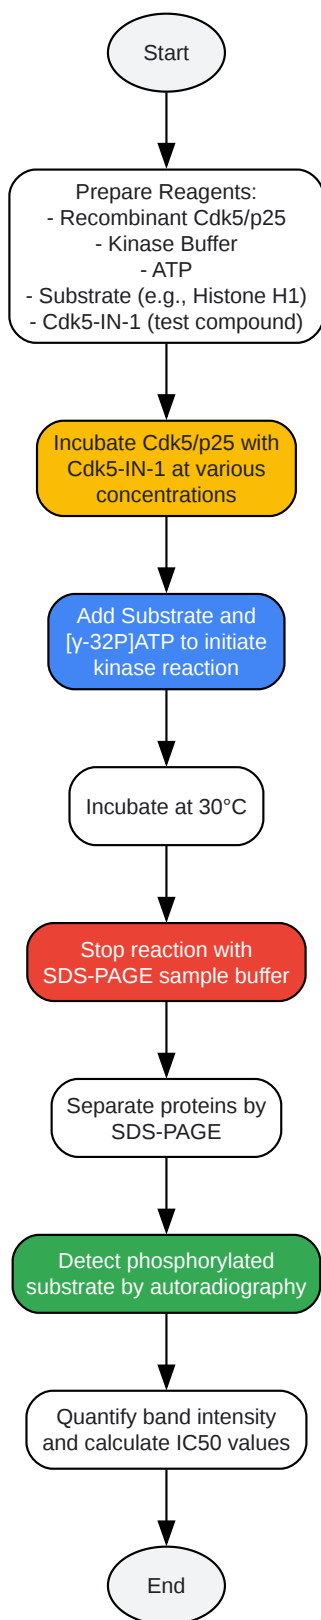 Start
Prepare Reagents:
- Recombinant Cdk5/p25
- Kinase Buffer
- ATP
- Substrate (e.g., Histone H1)
- Cdk5-IN-1 (test compound)
Incubate Cdk5/p25 with
Cdk5-IN-1 at various
concentrations
Add Substrate and
[γ-32P]ATP to initiate
kinase reaction
Incubate at 30°C
Stop reaction with
SDS-PAGE sample buffer
Separate proteins by
SDS-PAGE
Detect phosphorylated
substrate by autoradiography
Quantify band intensity
and calculate IC50 values
End